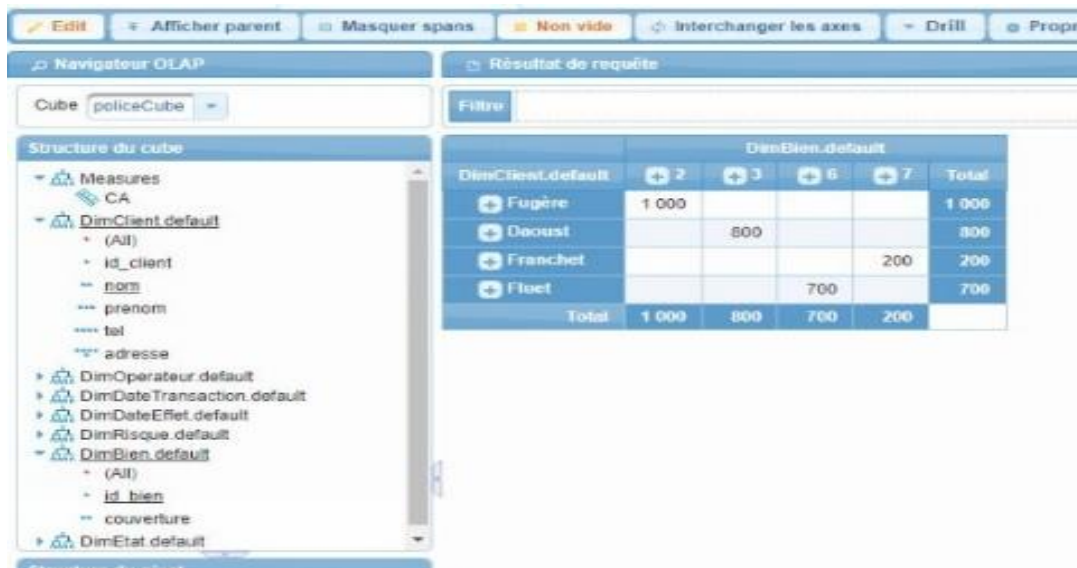 Edit Afficher parent Masquer spans Non vide Interchanger les axes Drill Propr
Navigateur OLAP
Cube policeCube
Structure du cube
Measures
CA
DimClient.default
(All)
id_client
nom
prenom
tel
adresse
DimOperateur.default
DimDateTransaction.default
DimDateEffet.default
DimRisque.default
DimBien.default
(All)
id_bien
couverture
DimEtat.default
Résultat de requête
Filtre
DimBien.default
DimClient.default 2 3 6 7 Total
Fugère 1 000 1 000
Daoust 800 800
Franchet 200 200
Fluet 700 700
Total 1 000 800 700 200